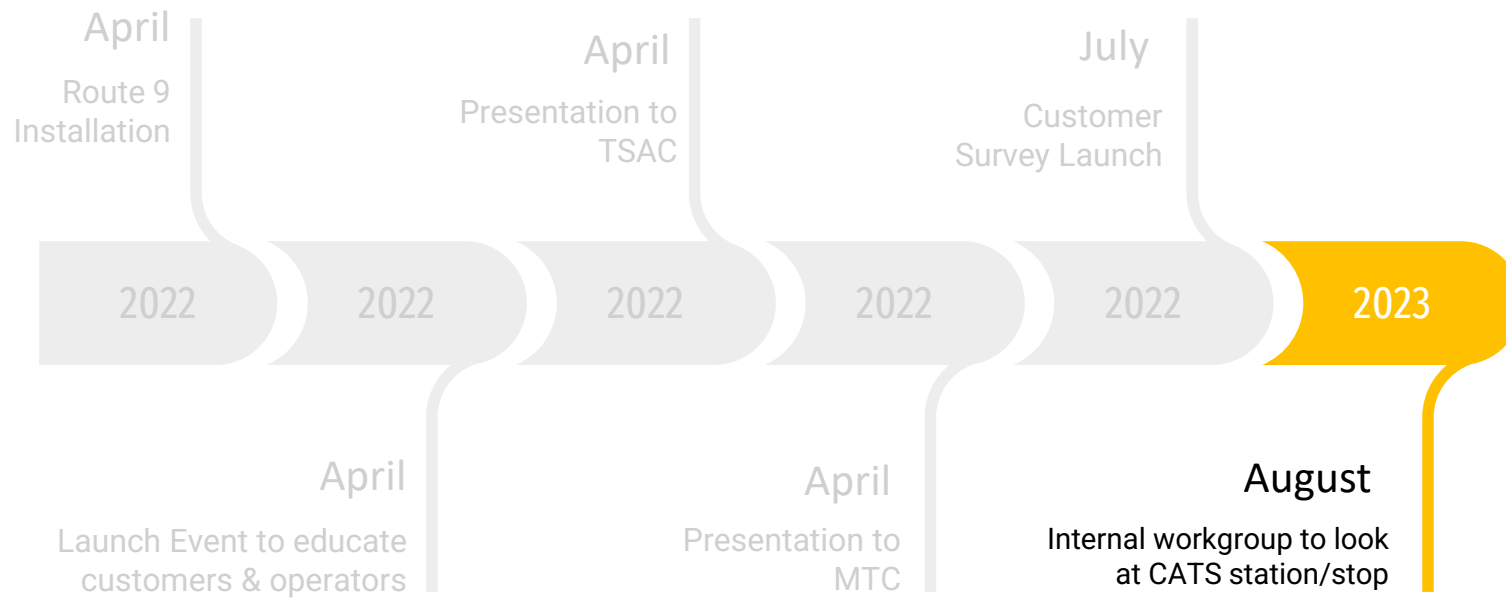 April
Route 9
Installation
April
Presentation to
TSAC
July
Customer
Survey Launch
2022
2022
2022
2022
2022
2023
April
Launch Event to educate
customers & operators
April
Presentation to
MTC
August
Internal workgroup to look
at CATS station/stop